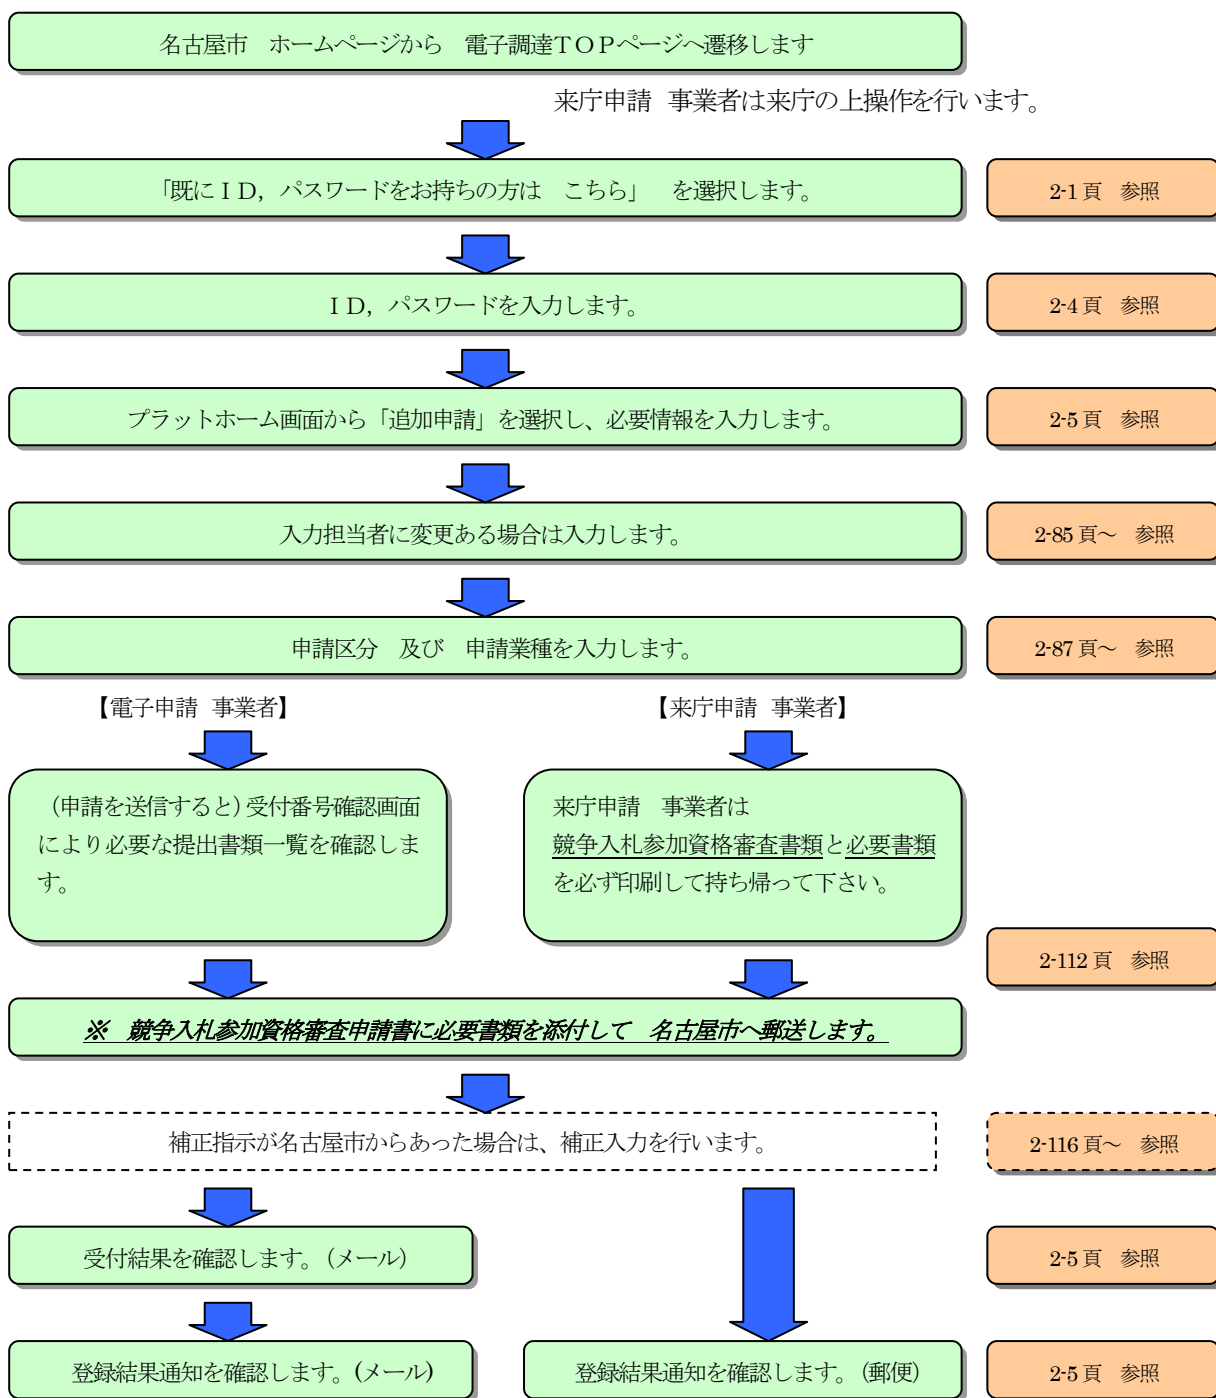 名古屋市　ホームページから　電子調達ＴＯＰページへ遷移します
来庁申請　事業者は来庁の上操作を行います。
「既にＩＤ，パスワードをお持ちの方は　こちら」　を選択します。
2-1頁　参照
ＩＤ，パスワードを入力します。
2-4頁　参照
プラットホーム画面から「追加申請」を選択し、必要情報を入力します。
2-5頁　参照
入力担当者に変更ある場合は入力します。
2-85頁～　参照
申請区分　及び　申請業種を入力します。
2-87頁～　参照
【電子申請　事業者】
【来庁申請　事業者】
（申請を送信すると）受付番号確認画面
により必要な提出書類一覧を確認しま
す。
来庁申請　事業者は
競争入札参加資格審査書類と必要書類
を必ず印刷して持ち帰って下さい。
2-112頁　参照
※　競争入札参加資格審査申請書に必要書類を添付して　名古屋市へ郵送します。
補正指示が名古屋市からあった場合は、補正入力を行います。
2-116頁～　参照
受付結果を確認します。（メール）
2-5頁　参照
登録結果通知を確認します。(メール)
登録結果通知を確認します。（郵便）
2-5頁　参照